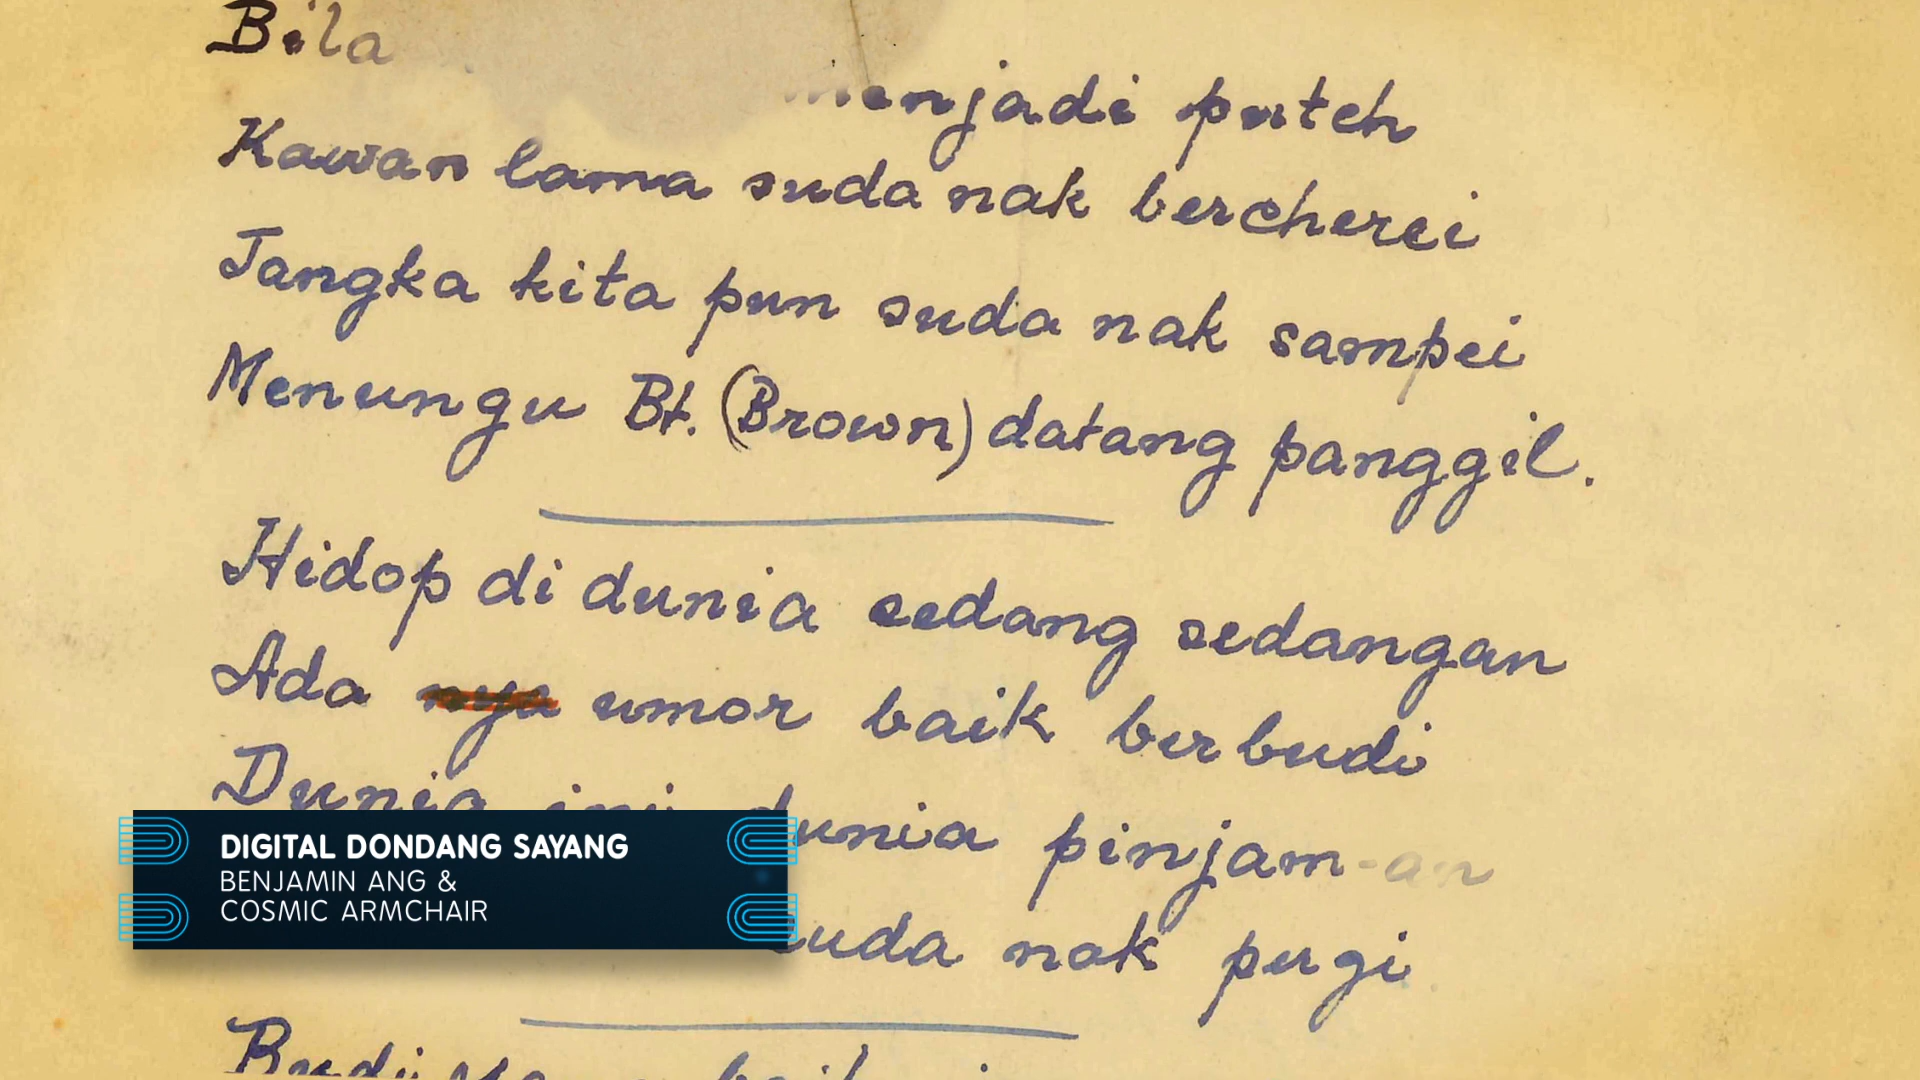 Bila menjadi puteh
Kawan lama suda nak bercherei
Jangka kita pun suda nak sampei
Menungu Bt. (Brown) datang panggil.
Hidop di dunia sedang sedangan
Ada nya umor baik berbudi
Dunia ini dunia pinjam-an
suda nak pergi
DIGITAL DONDANG SAYANG
BENJAMIN ANG &
COSMIC ARMCHAIR